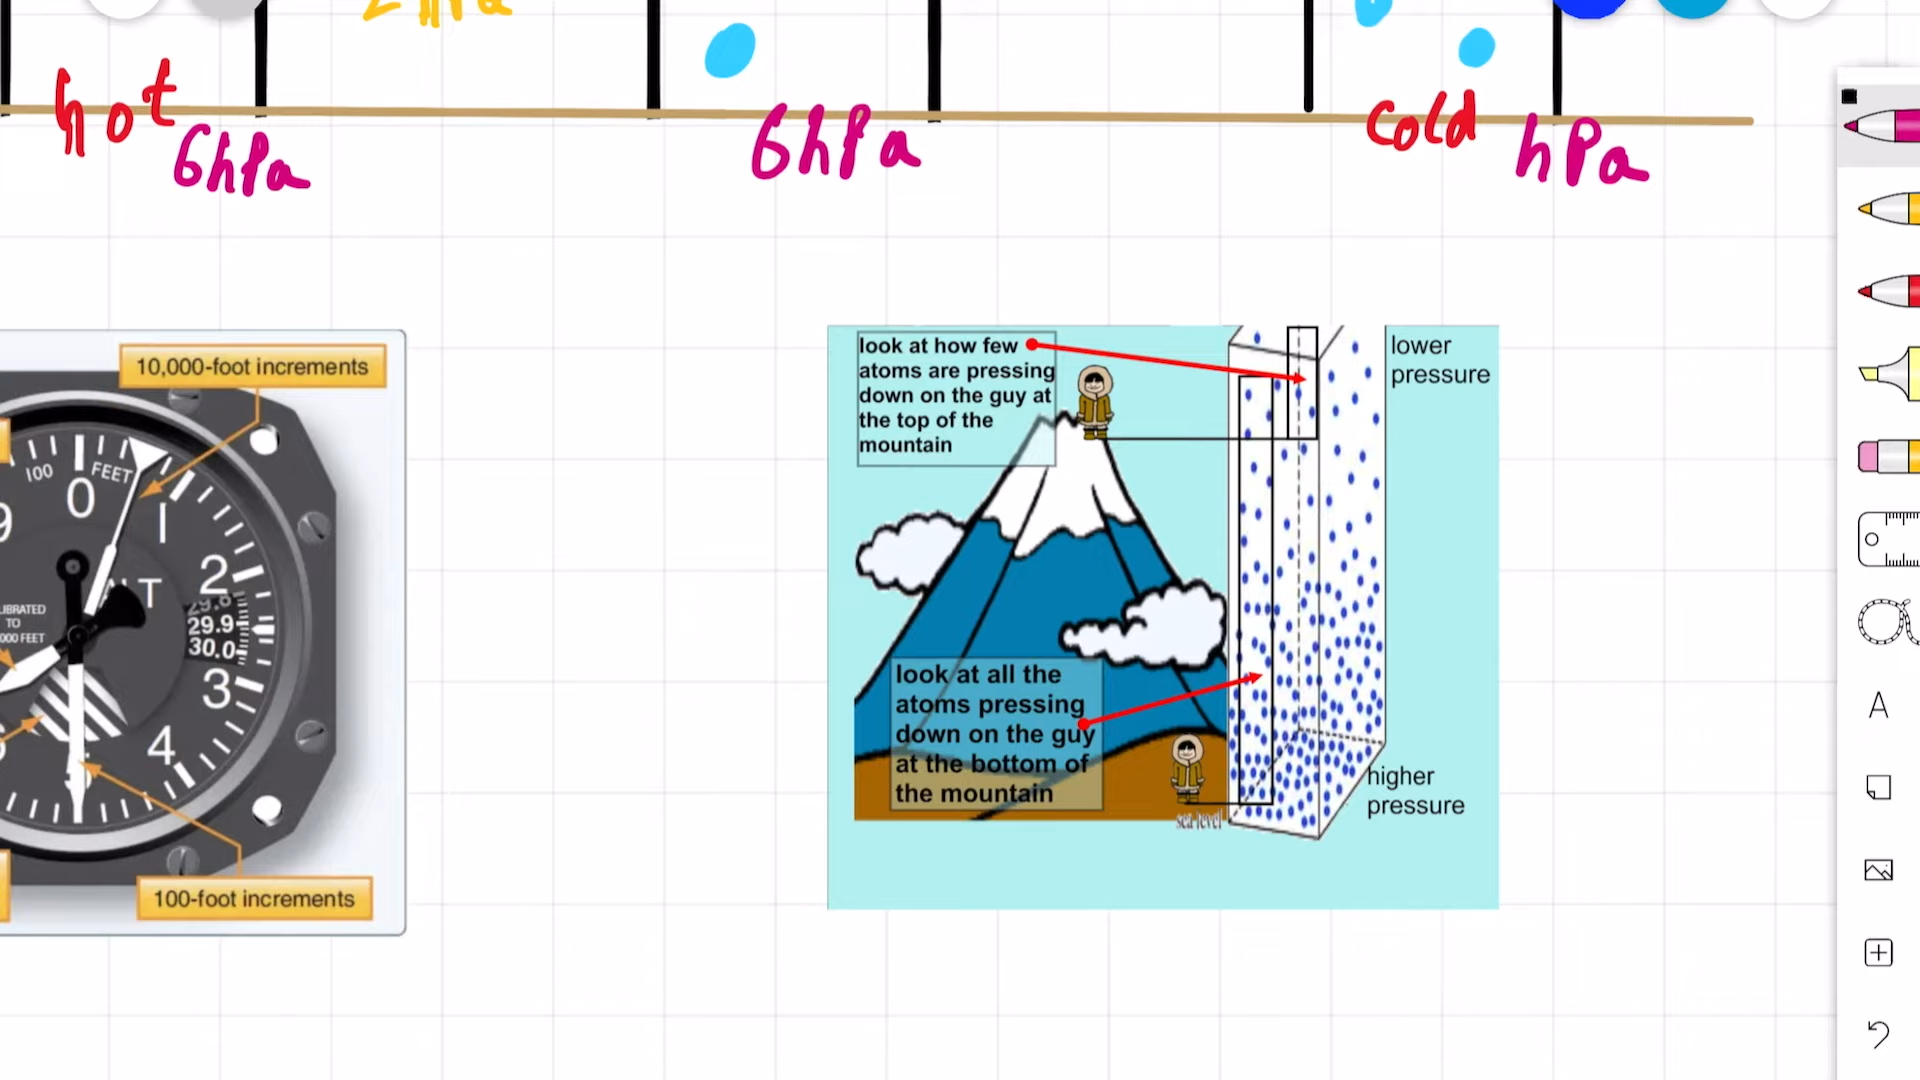 hot
6hPa
6hPa
cold
hPa
10,000-foot increments
100
FEET
0
1
2
3
4
29.9
30.0
TO
100-foot increments
look at how few
atoms are pressing
down on the guy at
the top of the
mountain
lower
pressure
look at all the
atoms pressing
down on the guy
at the bottom of
the mountain
higher
pressure
sea-level
A